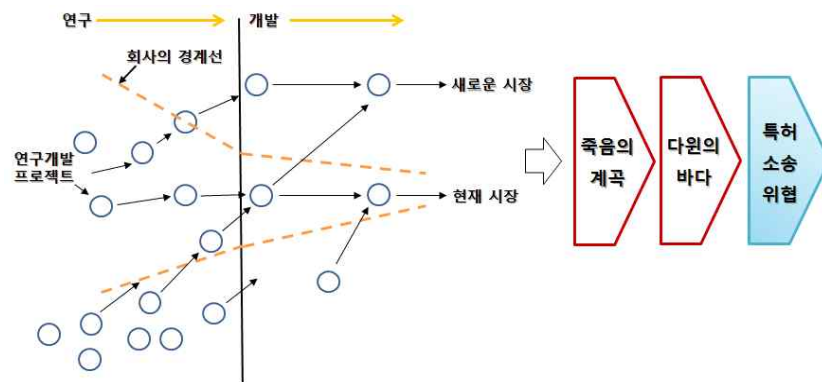 연구
개발
회사의 경계선
새로운 시장
연구개발
프로젝트
현재 시장
죽음의
계곡
다윈의
바다
특허
소송
위협